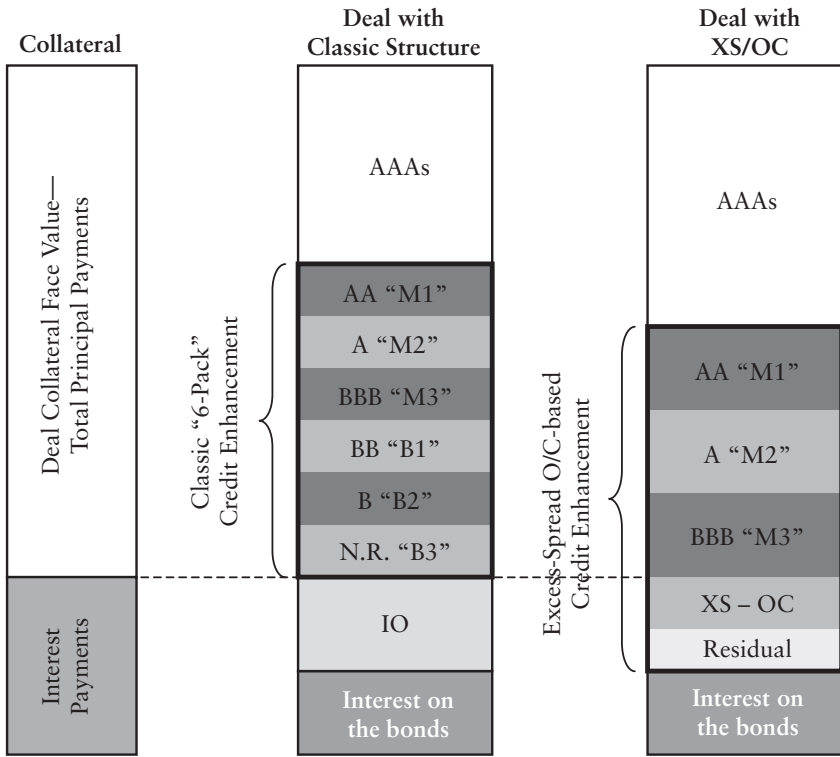 Collateral
Deal Collateral Face Value—
Total Principal Payments
Interest
Payments
Deal with
Classic Structure
Classic “6-Pack”
Credit Enhancement
AAAs
AA “M1”
A “M2”
BBB “M3”
BB “B1”
B “B2”
N.R. “B3”
IO
Interest on
the bonds
Deal with
XS/OC
Excess-Spread O/C-based
Credit Enhancement
AAAs
AA “M1”
A “M2”
BBB “M3”
XS – OC
Residual
Interest on
the bonds